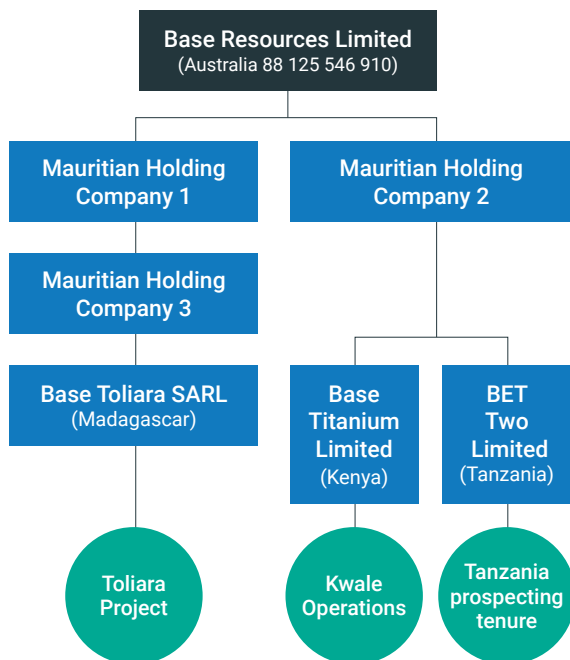 Base Resources Limited
(Australia 88 125 546 910)
Mauritian Holding
Company 1
Mauritian Holding
Company 2
Mauritian Holding
Company 3
Base Toliara SARL
(Madagascar)
Base
Titanium
Limited
(Kenya)
BET
Two
Limited
(Tanzania)
Toliara
Project
Kwale
Operations
Tanzania
prospecting
tenure